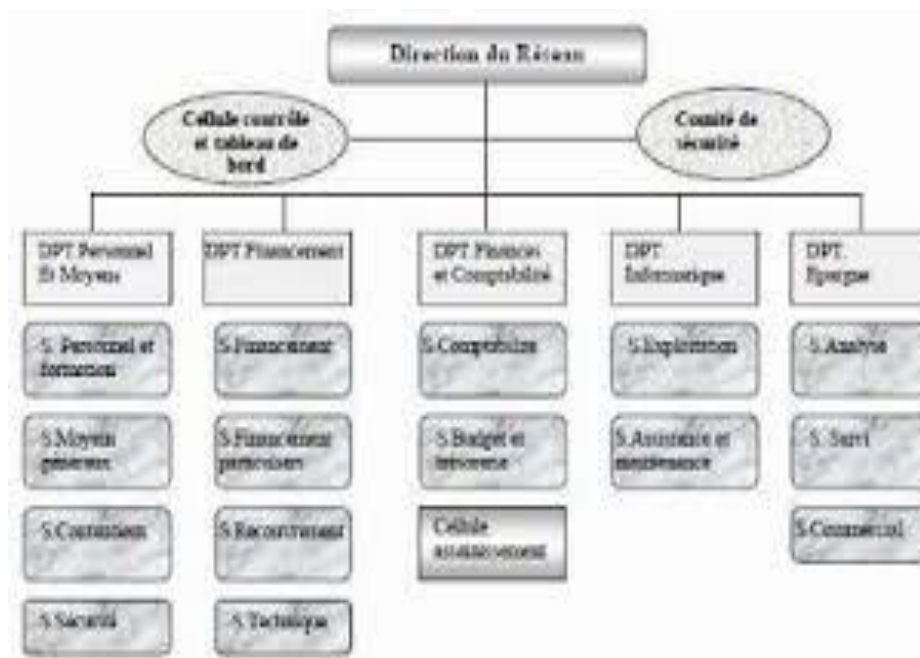 Direction du Réseau
Cellule contrôle
et tableau de
bord
Comité de
sécurité
DPT Personnel
Et Moyens
DPT Financement
DPT Finances
et Comptabilité
DPT
Informatique
DPT.
Epargne
S. Personnel et
formation
S.Financement
S.Comptabilité
S.Exploitation
S.Analyse
S.Moyens
généraux
S.Financement
particuliers
S.Budget et
trésorerie
S.Assistance et
maintenance
S. Suivi
S.Contentieux
S.Recouvrement
Cellule
assainissement
S.Commercial
S.Sécurité
S.Technique